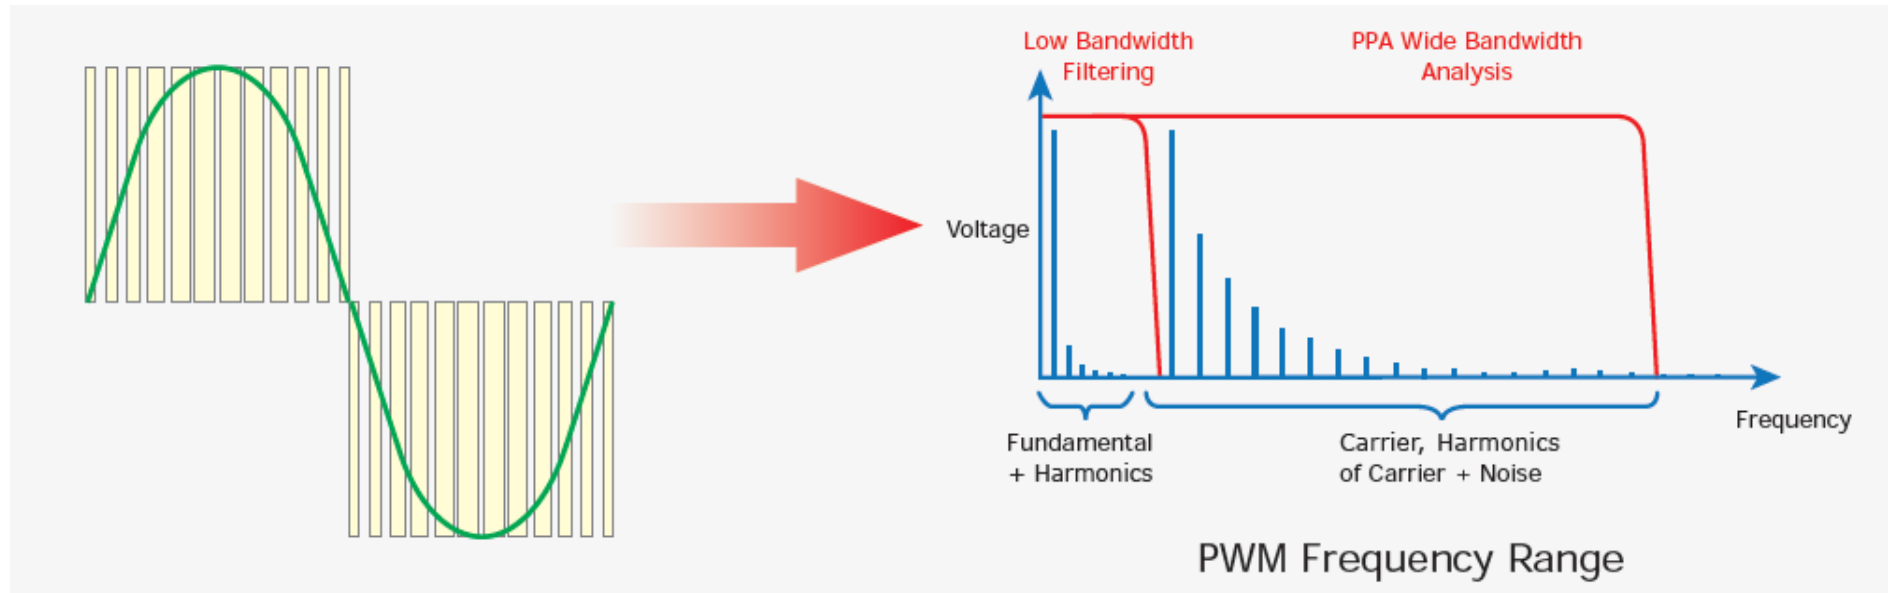 Low Bandwidth
Filtering
PPA Wide Bandwidth
Analysis
Voltage
Frequency
Fundamental
+ Harmonics
Carrier, Harmonics
of Carrier + Noise
PWM Frequency Range